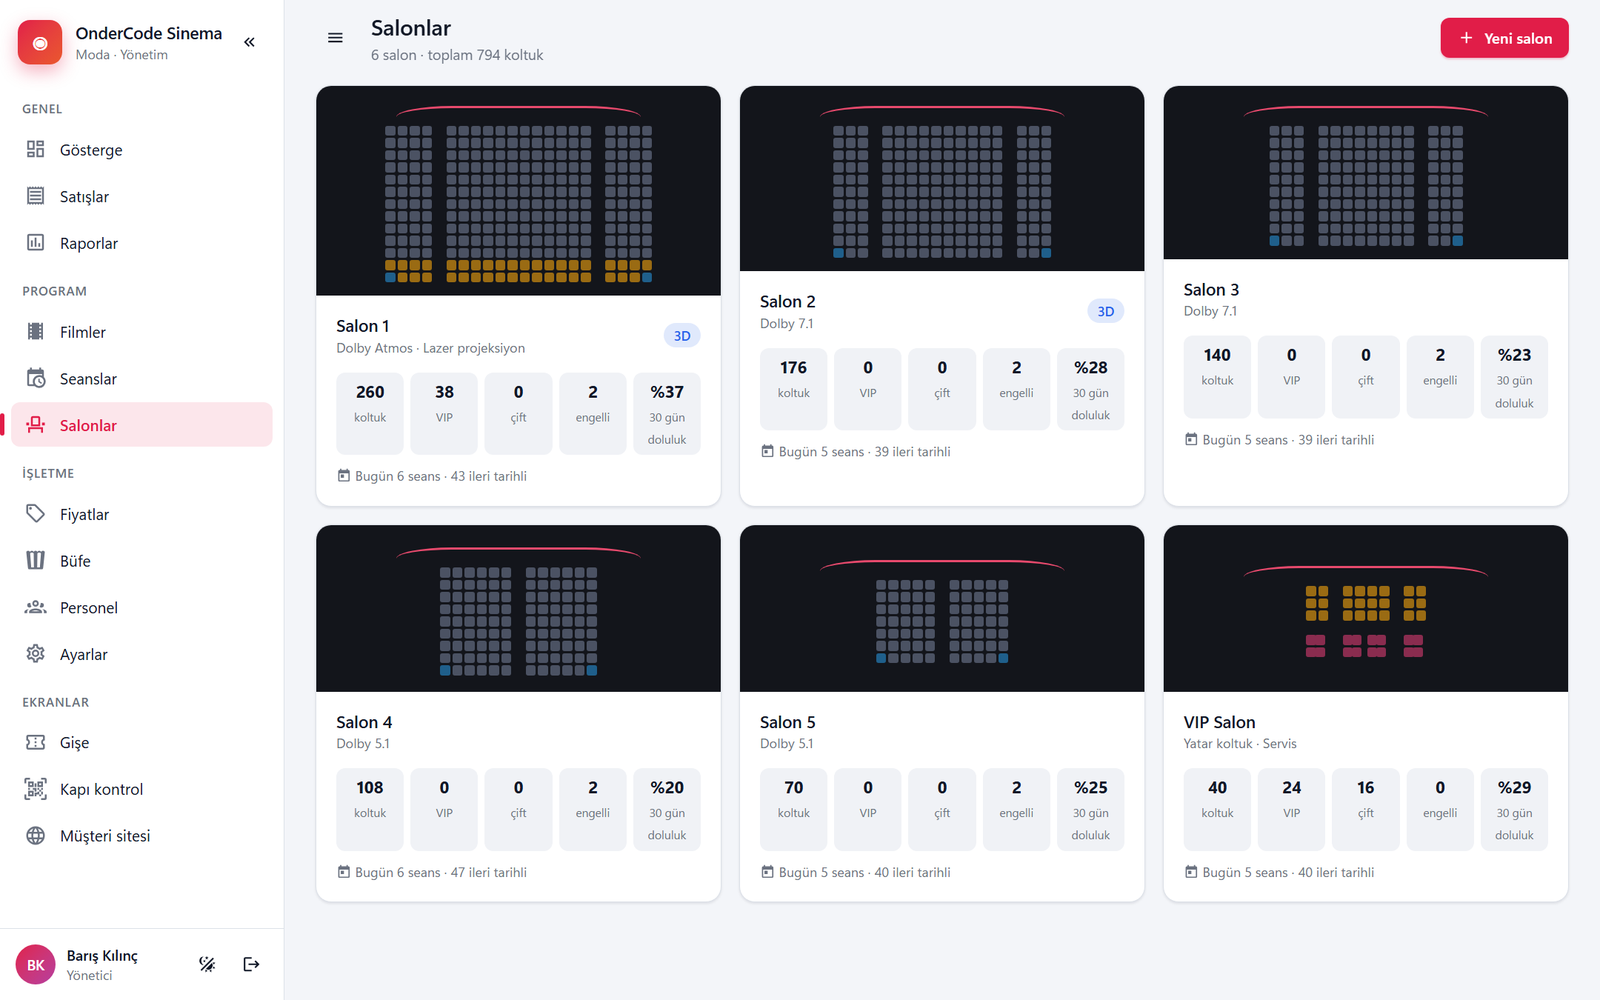 OnderCode Sinema
Moda · Yönetim
GENEL
Gösterge
Satışlar
Raporlar
PROGRAM
Filmler
Seanslar
Salonlar
İŞLETME
Fiyatlar
Büfe
Personel
Ayarlar
EKRANLAR
Gişe
Kapı kontrol
Müşteri sitesi
BK
Barış Kılınç
Yönetici
Salonlar
6 salon · toplam 794 koltuk
Yeni salon
Salon 1
Dolby Atmos · Lazer projeksiyon
3D
260 38 0 2 %37
koltuk VIP çift engelli 30 gün
doluluk
Bugün 6 seans · 43 ileri tarihli
Salon 2
Dolby 7.1
3D
176 0 0 2 %28
koltuk VIP çift engelli 30 gün
doluluk
Bugün 5 seans · 39 ileri tarihli
Salon 3
Dolby 7.1
140 0 0 2 %23
koltuk VIP çift engelli 30 gün
doluluk
Bugün 5 seans · 39 ileri tarihli
Salon 4
Dolby 5.1
108 0 0 2 %20
koltuk VIP çift engelli 30 gün
doluluk
Bugün 6 seans · 47 ileri tarihli
Salon 5
Dolby 5.1
70 0 0 2 %25
koltuk VIP çift engelli 30 gün
doluluk
Bugün 5 seans · 40 ileri tarihli
VIP Salon
Yatar koltuk · Servis
40 24 16 0 %29
koltuk VIP çift engelli 30 gün
doluluk
Bugün 5 seans · 40 ileri tarihli